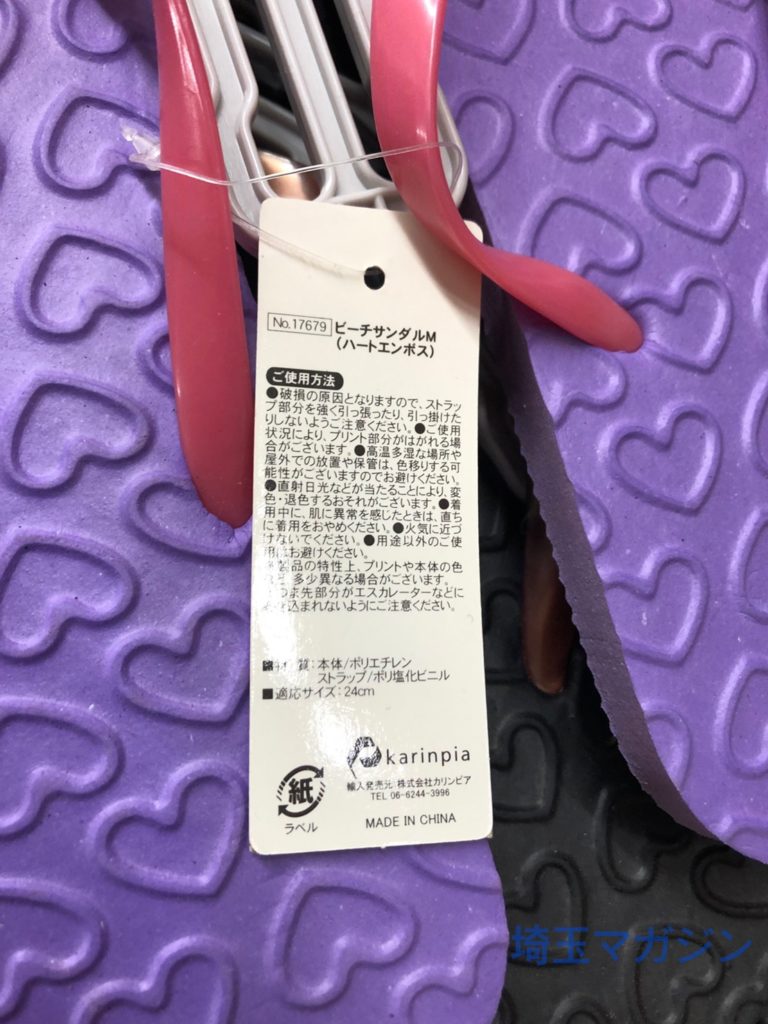 No.17679 ビーチサンダルM
(ハートエンボス)
ご使用方法
●破損の原因となりますので、ストラッ
プ部分を強く引っ張ったり、引っ掛けた
りしないようご注意ください。●ご使用
状況により、プリント部分がはがれる場
合がございます。●高温多湿な場所や
屋外での放置や保管は、色移りする可
能性がございますのでお避けください。
●直射日光などが当たることにより、変
色・退色するおそれがございます。●着
用中に、肌に異常を感じたときは、直ち
に着用をおやめください。●火気に近づ
けないでください。●用途以外のご使
用はお避けください。
製品の特性上、プリントや本体の色
多少異なる場合がございます。
つま先部分がエスカレーターなどに
込まれないようにご注意ください。
質:本体/ポリエチレン
ストラップ/ポリ塩化ビニル
■適応サイズ:24cm
karinpia
輸入発売元:株式会社カリンピア
TEL 06-6244-3996
紙
ラベル
MADE IN CHINA
埼玉マガジン